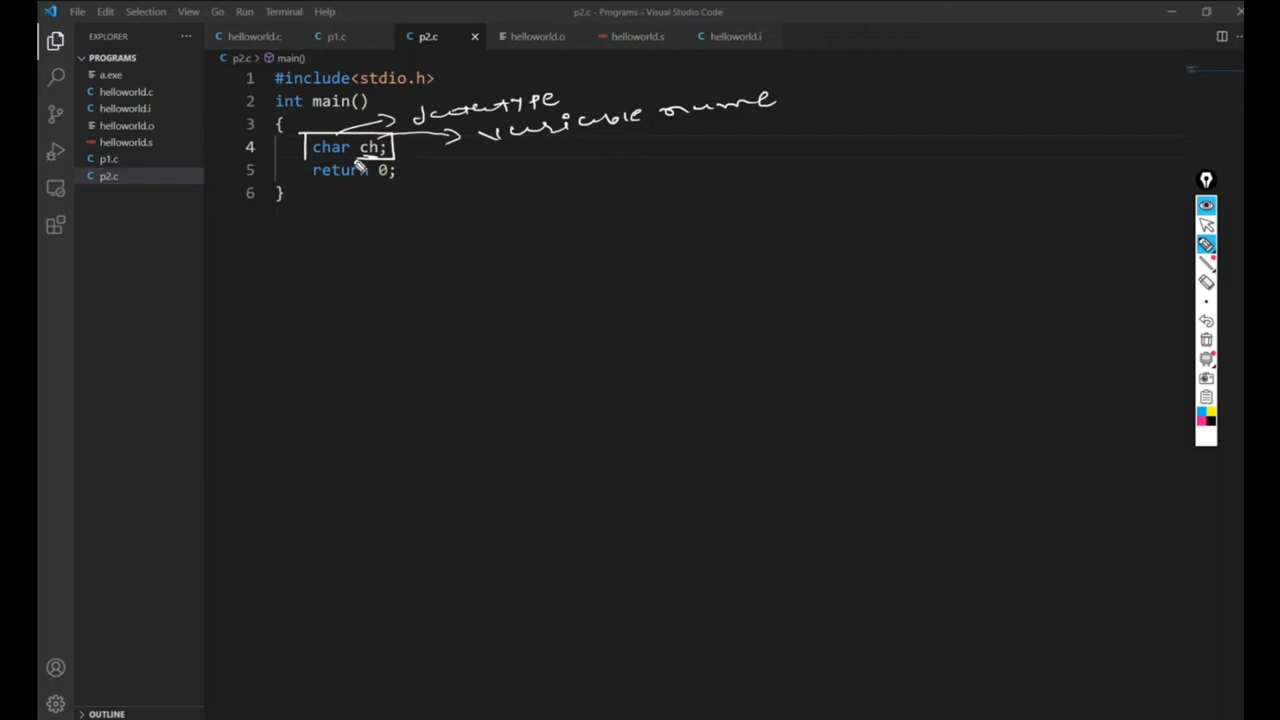 File Edit Selection View Go Run Terminal Help p2.c - Programs - Visual Studio Code
EXPLORER ... helloworld.c p1.c p2.c helloworld.o helloworld.s helloworld.i
PROGRAMS
p2.c > main()
a.exe
helloworld.c
helloworld.i
helloworld.o
helloworld.s
p1.c
p2.c
1 #include<stdio.h>
2 int main()
datatype
3 {
variable name
4 char ch;
5 return 0;
6 }
OUTLINE